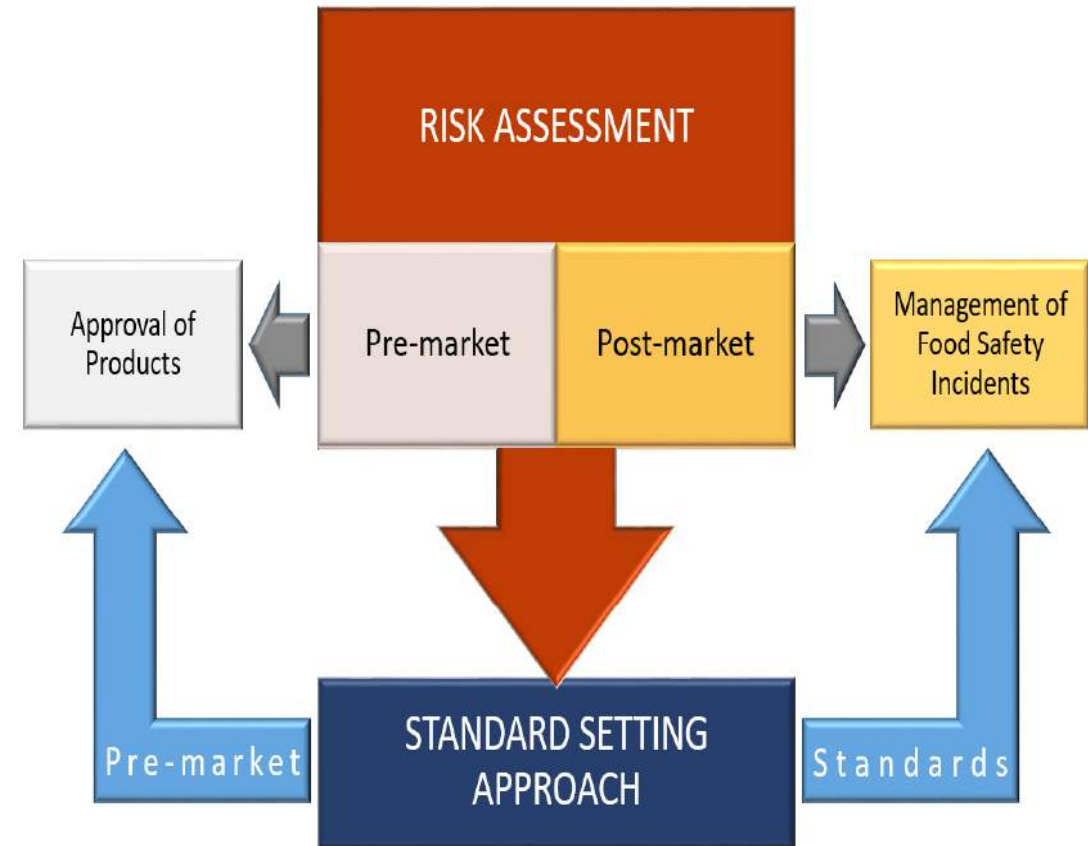 RISK ASSESSMENT
Approval of
Products
Pre-market
Post-market
Management of
Food Safety
Incidents
Pre-market
STANDARD SETTING
APPROACH
Standards